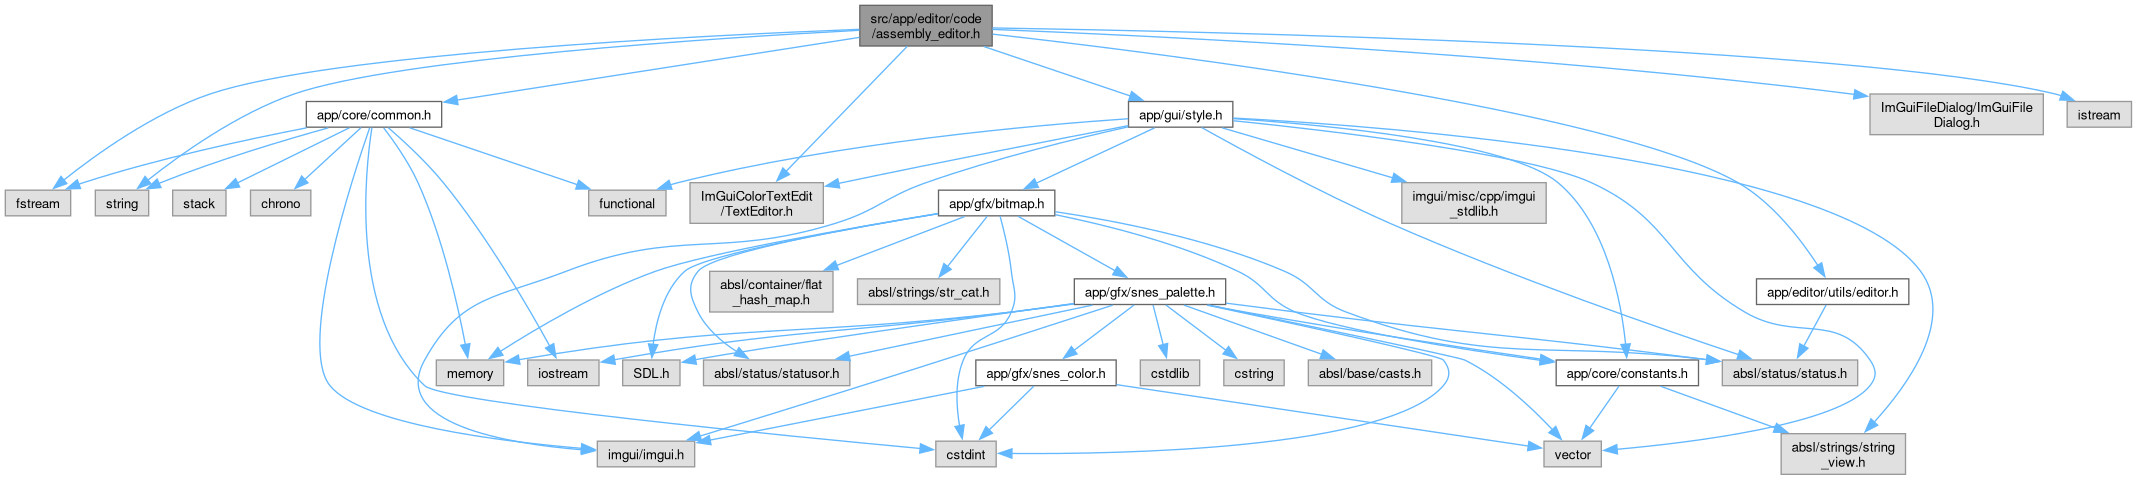 src/app/editor/code
/assembly_editor.h
app/core/common.h
app/gui/style.h
ImGuiFileDialog/ImGuiFile
Dialog.h
istream
fstream
string
stack
chrono
functional
ImGuiColorTextEdit
/TextEditor.h
app/gfx/bitmap.h
imgui/misc/cpp/imgui
_stdlib.h
absl/container/flat
_hash_map.h
absl/strings/str_cat.h
app/gfx/snes_palette.h
app/editor/utils/editor.h
memory
iostream
SDL.h
absl/status/statusor.h
app/gfx/snes_color.h
cstdlib
cstring
absl/base/casts.h
app/core/constants.h
absl/status/status.h
imgui/imgui.h
cstdint
vector
absl/strings/string
_view.h